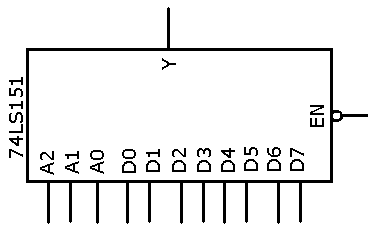 Y
74LS151
EN
A2 A1 A0 D0 D1 D2 D3 D4 D5 D6 D7